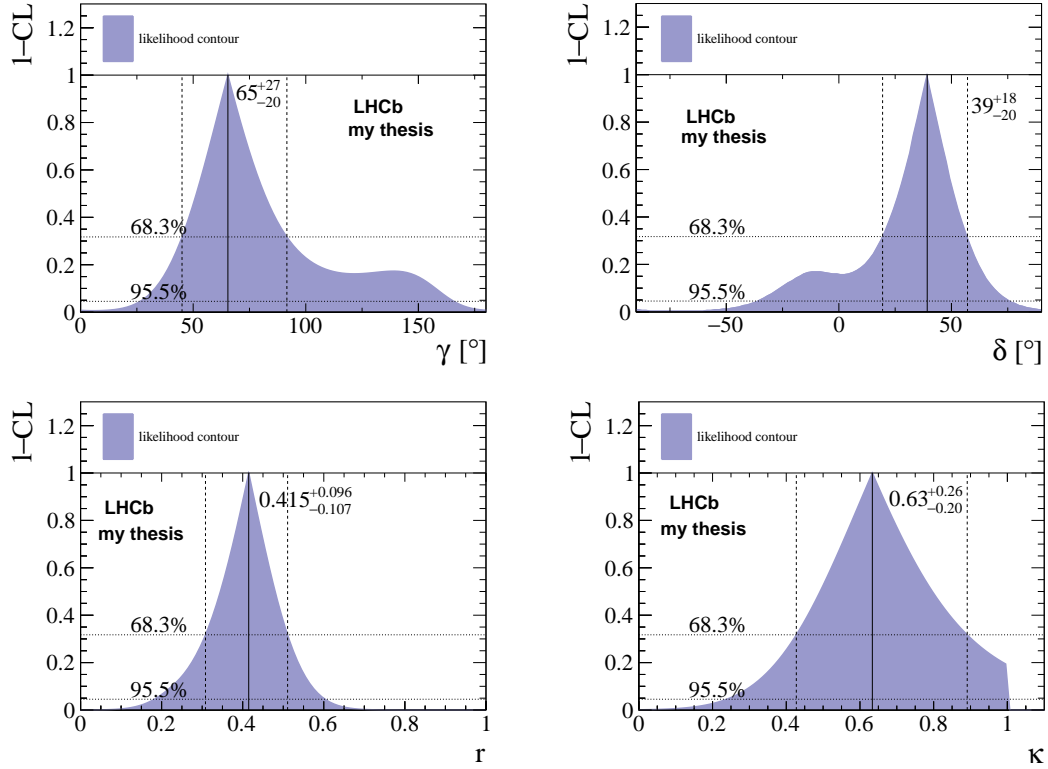 1–CL
1.2
1
0.8
0.6
0.4
0.2
0
likelihood contour
65 +27 −20
LHCb
my thesis
68.3%
95.5%
0 50 100 150
γ [°]
1–CL
1.2
1
0.8
0.6
0.4
0.2
0
likelihood contour
39 +18 −20
LHCb
my thesis
68.3%
95.5%
−50 0 50
δ [°]
1–CL
1.2
1
0.8
0.6
0.4
0.2
0
likelihood contour
0.415 +0.096 −0.107
LHCb
my thesis
68.3%
95.5%
0 0.2 0.4 0.6 0.8 1
r
1–CL
1.2
1
0.8
0.6
0.4
0.2
0
likelihood contour
0.63 +0.26 −0.20
LHCb
my thesis
68.3%
95.5%
0 0.2 0.4 0.6 0.8 1
κ